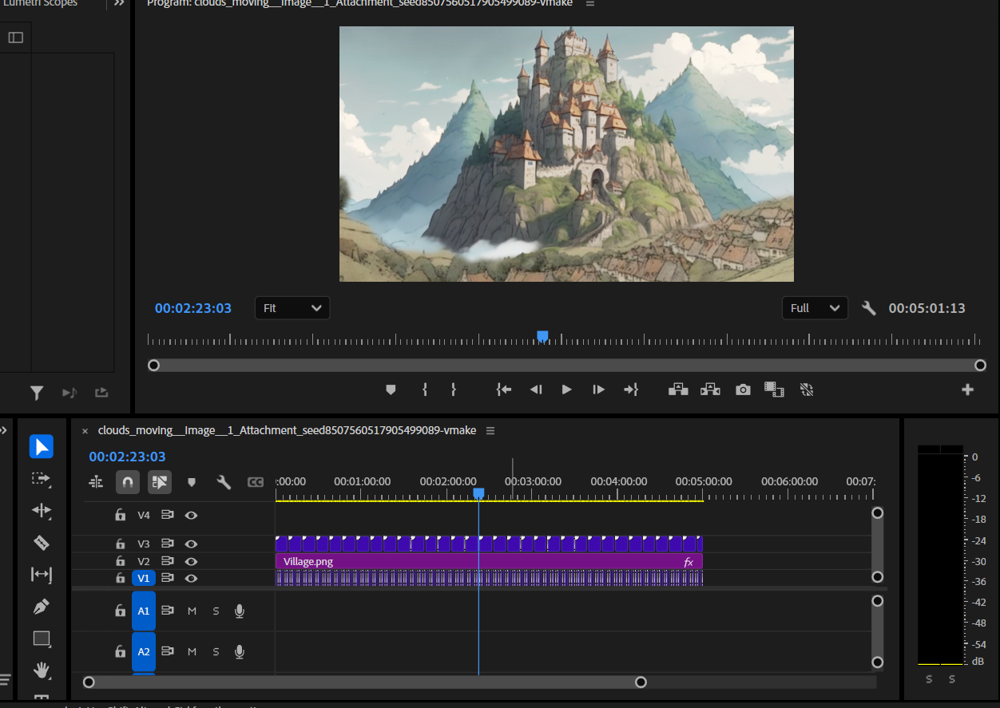 Lumetri Scopes
Program: clouds_moving__Image__1_Attachment_seed8507560517905499089-vmake
00:02:23:03
Fit
Full
00:05:01:13
clouds_moving__Image__1_Attachment_seed8507560517905499089-vmake
00:02:23:03
CC
:00:00
00:01:00:00
00:02:00:00
00:03:00:00
00:04:00:00
00:05:00:00
00:06:00:00
00:07:
V4
V3
V2
Village.png
fx
V1
A1
M
S
A2
M
S
0
-6
-12
-18
-24
-30
-36
-42
-48
-54
dB
S
S